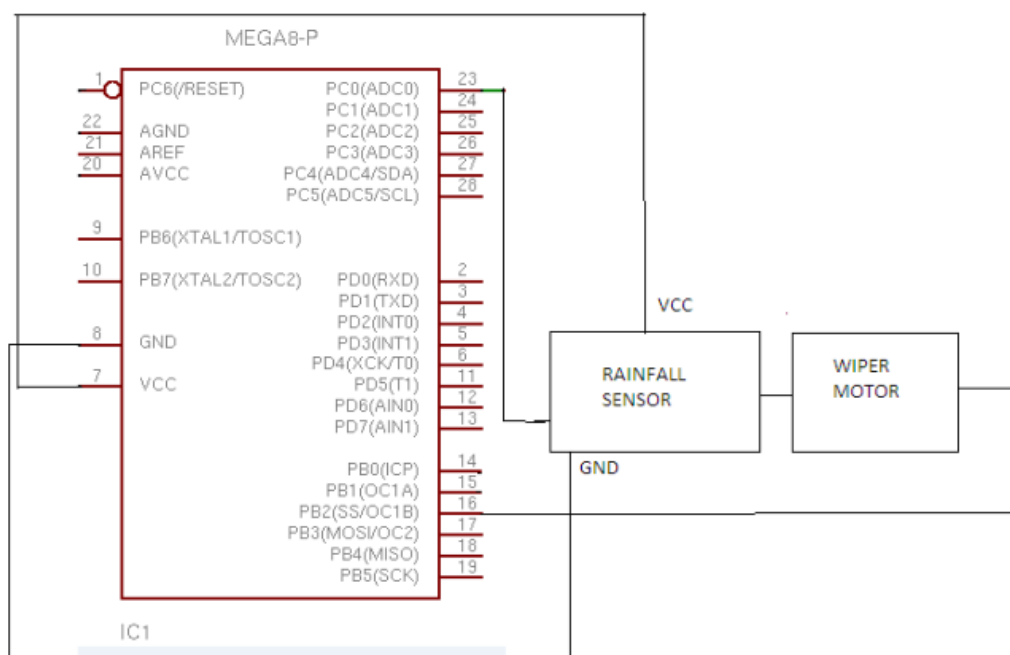 MEGA8-P
1 PC6(/RESET) PC0(ADC0) 23
PC1(ADC1) 24
22 AGND PC2(ADC2) 25
21 AREF PC3(ADC3) 26
20 AVCC PC4(ADC4/SDA) 27
PC5(ADC5/SCL) 28
9 PB6(XTAL1/TOSC1)
10 PB7(XTAL2/TOSC2) PD0(RXD) 2
PD1(TXD) 3
PD2(INT0) 4
8 GND PD3(INT1) 5
PD4(XCK/T0) 6
7 VCC PD5(T1) 11
PD6(AIN0) 12
PD7(AIN1) 13
PB0(ICP) 14
PB1(OC1A) 15
PB2(SS/OC1B) 16
PB3(MOSI/OC2) 17
PB4(MISO) 18
PB5(SCK) 19
IC1
VCC
RAINFALL
SENSOR
GND
WIPER
MOTOR